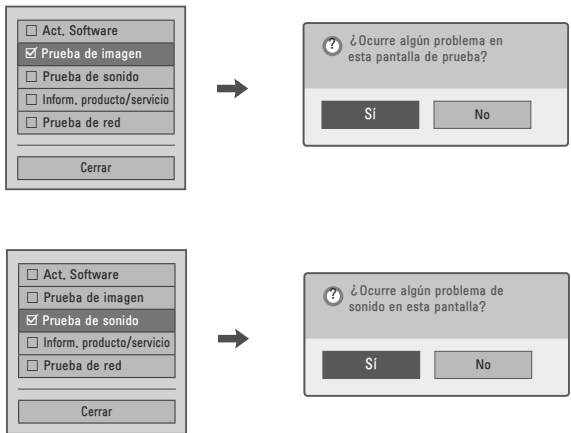 Act. Software
Prueba de imagen
Prueba de sonido
Inform. producto/servicio
Prueba de red
Cerrar
¿Ocurre algún problema en
esta pantalla de prueba?
Sí
No
Act. Software
Prueba de imagen
Prueba de sonido
Inform. producto/servicio
Prueba de red
Cerrar
¿Ocurre algún problema de
sonido en esta pantalla?
Sí
No